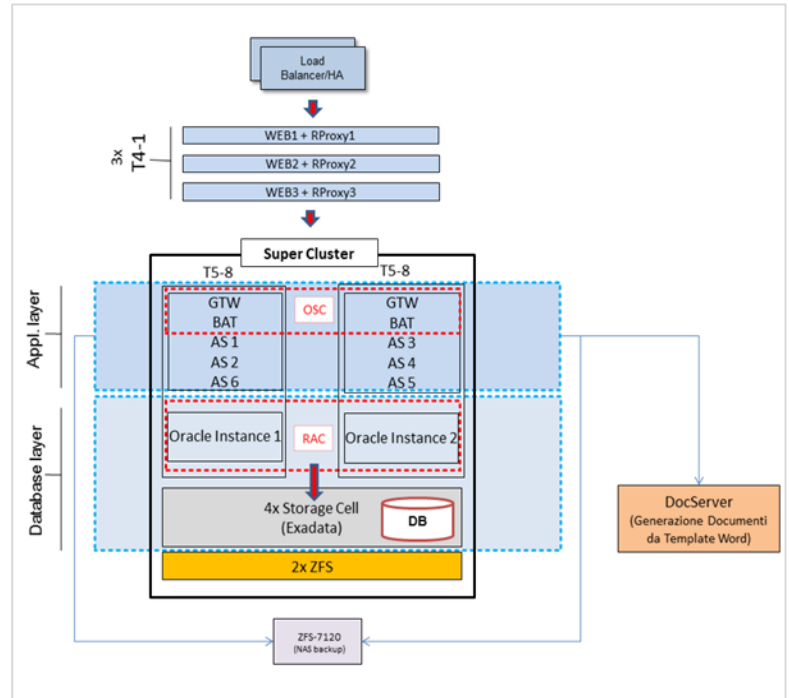 Load
Balancer/HA
3x
T4-1
WEB1 + RProxy1
WEB2 + RProxy2
WEB3 + RProxy3
Super Cluster
T5-8
T5-8
Appl. layer
GTW
BAT
AS 1
AS 2
AS 6
OSC
GTW
BAT
AS 3
AS 4
AS 5
Database layer
Oracle Instance 1
RAC
Oracle Instance 2
4x Storage Cell
(Exadata)
DB
2x ZFS
DocServer
(Generazione Documenti
da Template Word)
ZFS-7120
(NAS backup)